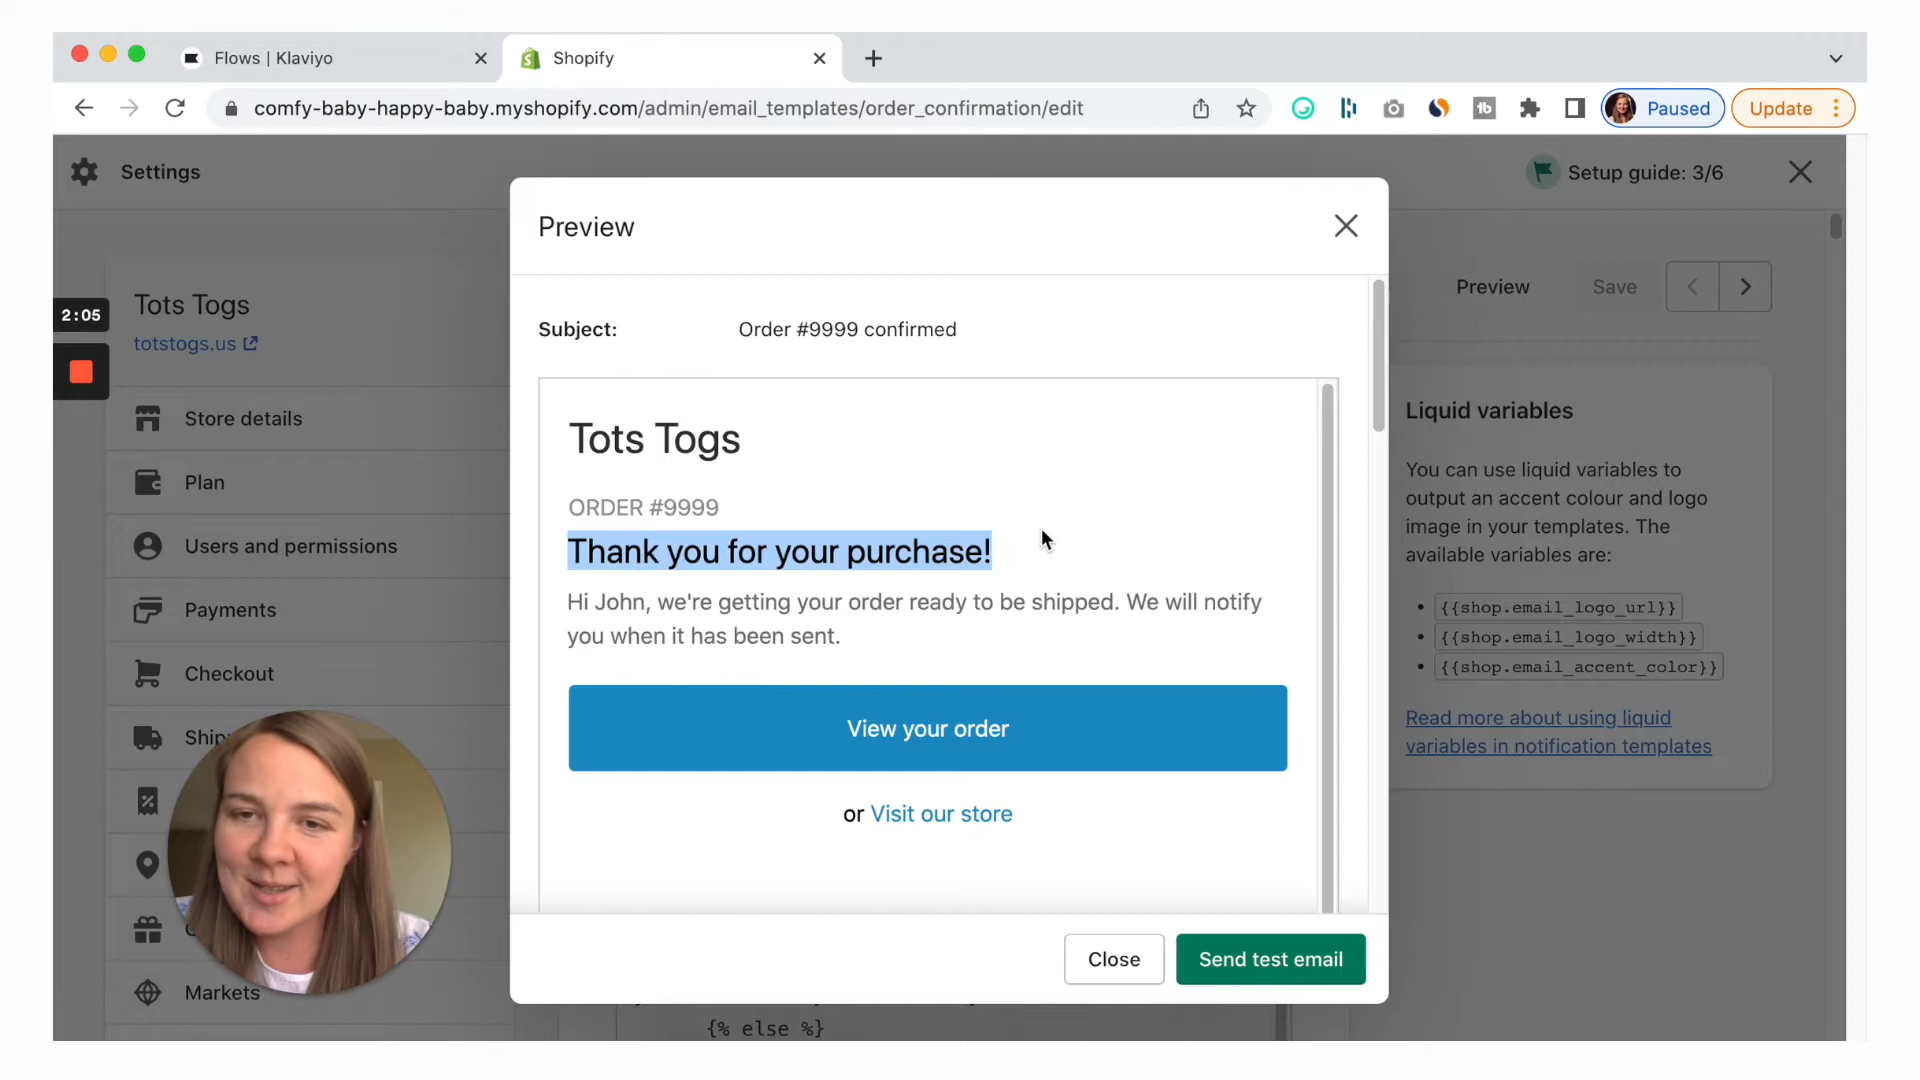 Flows | Klaviyo
Shopify
comfy-baby-happy-baby.myshopify.com/admin/email_templates/order_confirmation/edit
Paused
Update
Settings
Setup guide: 3/6
Preview
Preview
Save
Tots Togs
totstogs.us
2:05
Subject:
Order #9999 confirmed
Tots Togs
ORDER #9999
Thank you for your purchase!
Hi John, we're getting your order ready to be shipped. We will notify
you when it has been sent.
View your order
or Visit our store
Close
Send test email
Store details
Plan
Users and permissions
Payments
Checkout
Markets
Liquid variables
You can use liquid variables to
output an accent colour and logo
image in your templates. The
available variables are:
• {{shop.email_logo_url}}
• {{shop.email_logo_width}}
• {{shop.email_accent_color}}
Read more about using liquid
variables in notification templates
{% else %}